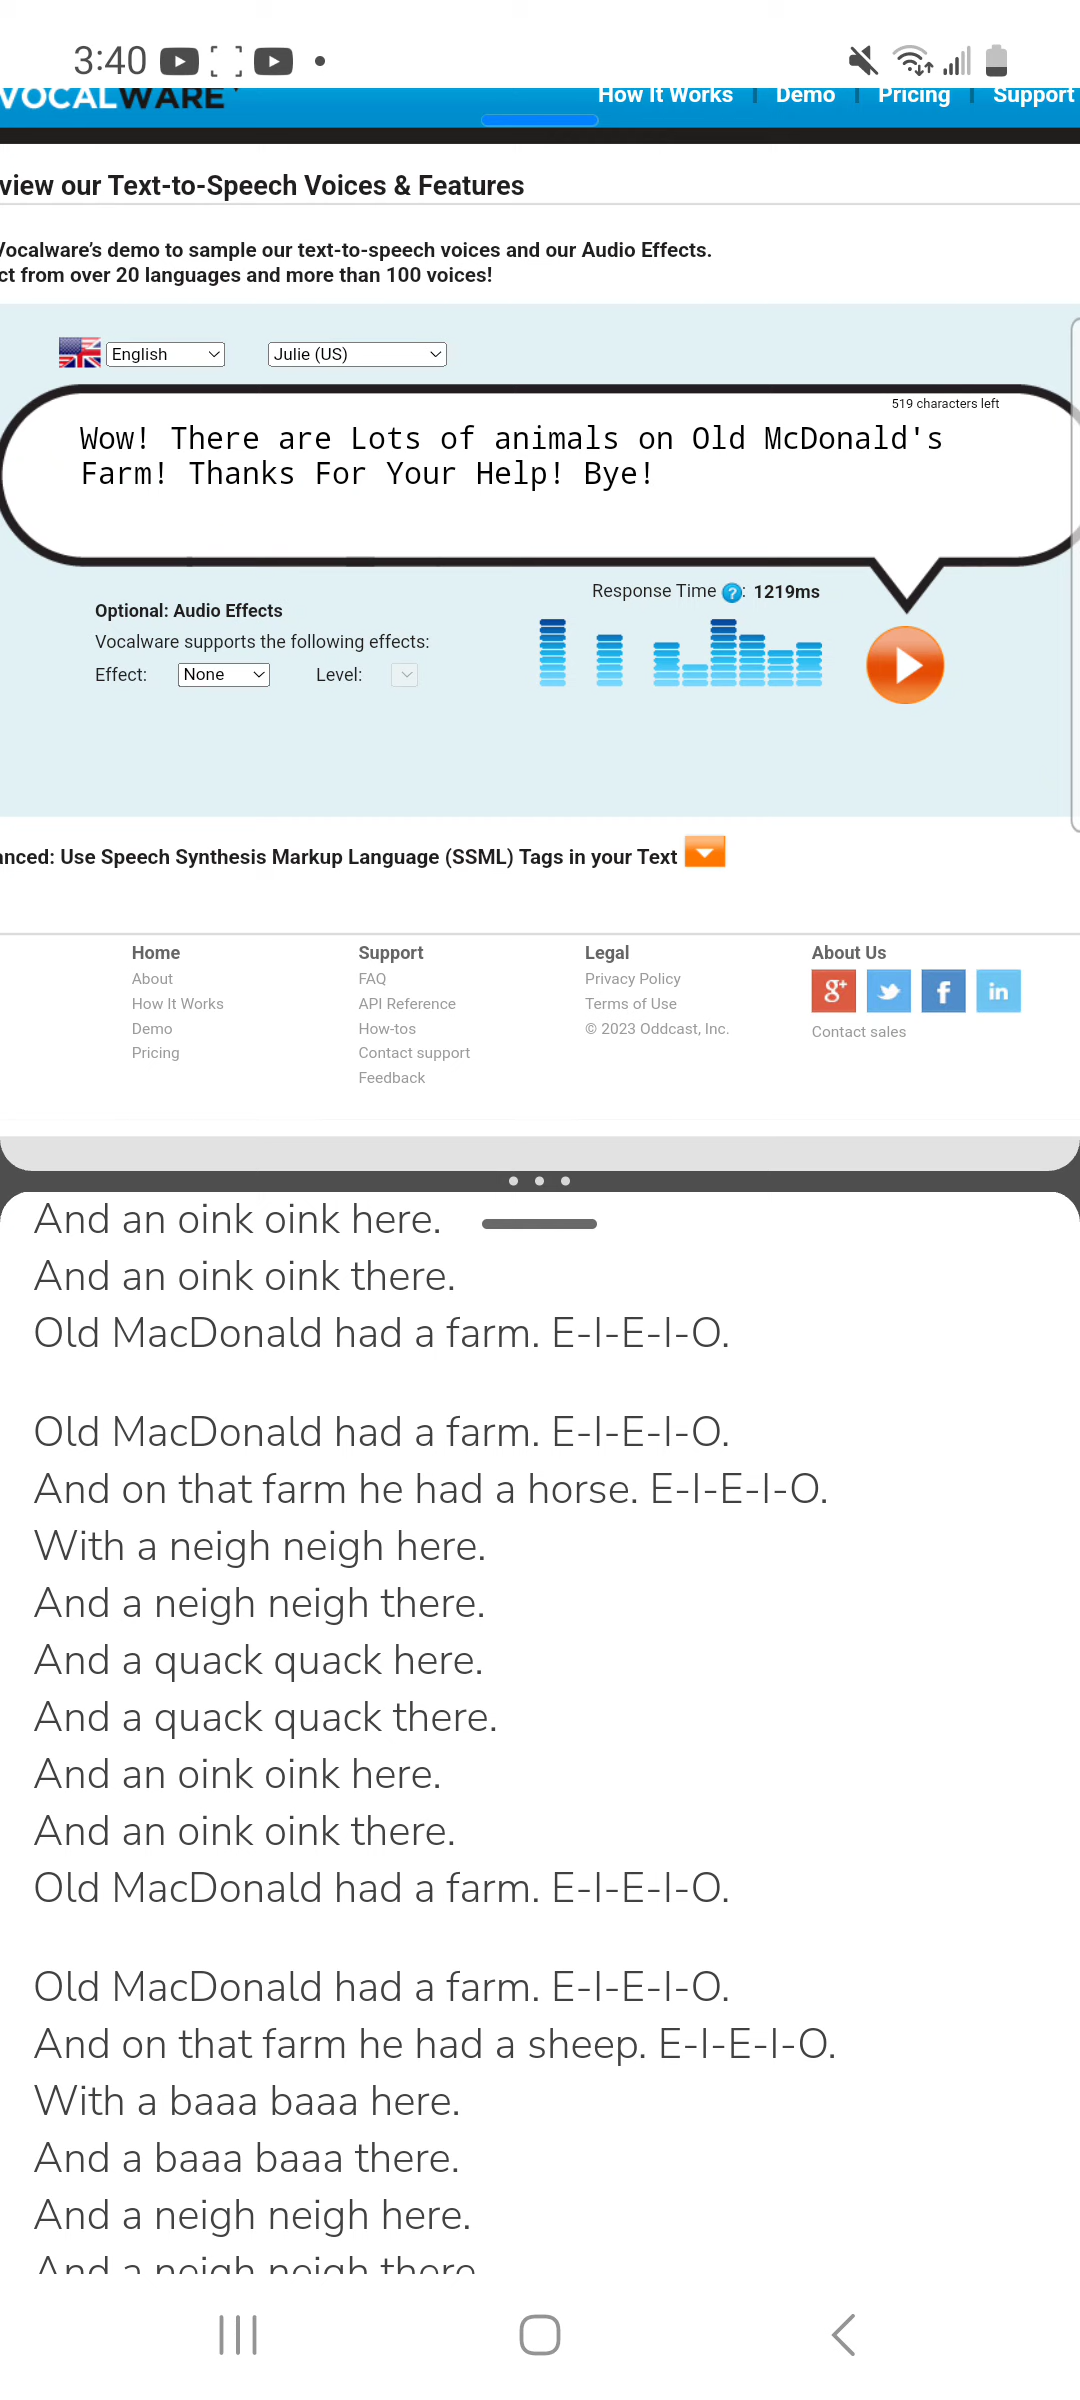 3:40
VOCALWARE
How It Works Demo Pricing Support
view our Text-to-Speech Voices & Features
Vocalware's demo to sample our text-to-speech voices and our Audio Effects.
ct from over 20 languages and more than 100 voices!
English Julie (US)
519 characters left
Wow! There are Lots of animals on Old McDonald's
Farm! Thanks For Your Help! Bye!
Response Time ?: 1219ms
Optional: Audio Effects
Vocalware supports the following effects:
Effect: None Level:
anced: Use Speech Synthesis Markup Language (SSML) Tags in your Text
Home Support Legal About Us
About FAQ Privacy Policy
g+ f in
How It Works API Reference Terms of Use
Demo How-tos © 2023 Oddcast, Inc. Contact sales
Pricing Contact support
Feedback
And an oink oink here.
And an oink oink there.
Old MacDonald had a farm. E-I-E-I-O.
Old MacDonald had a farm. E-I-E-I-O.
And on that farm he had a horse. E-I-E-I-O.
With a neigh neigh here.
And a neigh neigh there.
And a quack quack here.
And a quack quack there.
And an oink oink here.
And an oink oink there.
Old MacDonald had a farm. E-I-E-I-O.
Old MacDonald had a farm. E-I-E-I-O.
And on that farm he had a sheep. E-I-E-I-O.
With a baaa baaa here.
And a baaa baaa there.
And a neigh neigh here.
And a neigh neigh there